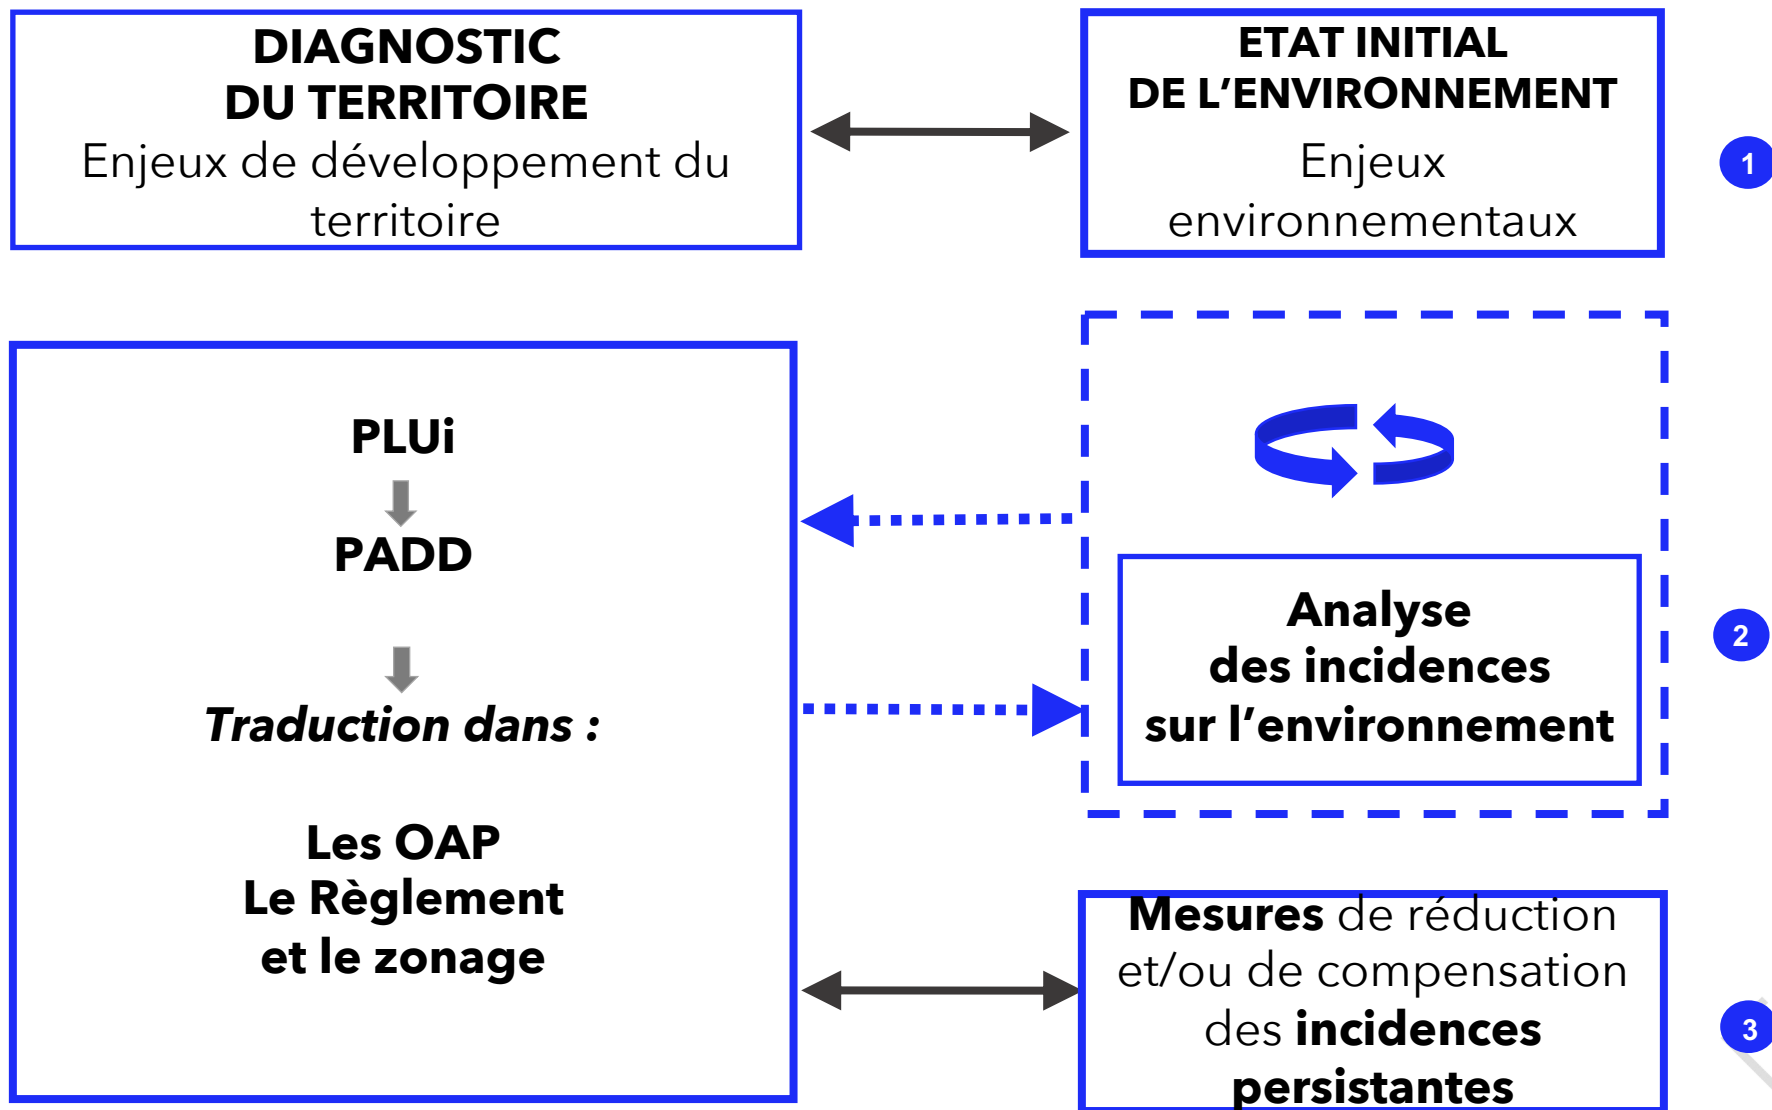 DIAGNOSTIC
DU TERRITOIRE
Enjeux de développement du
territoire
ETAT INITIAL
DE L’ENVIRONNEMENT
Enjeux
environnementaux
1
PLUi
PADD
Traduction dans :
Les OAP
Le Règlement
et le zonage
Analyse
des incidences
sur l’environnement
2
Mesures de réduction
et/ou de compensation
des incidences
persistantes
3